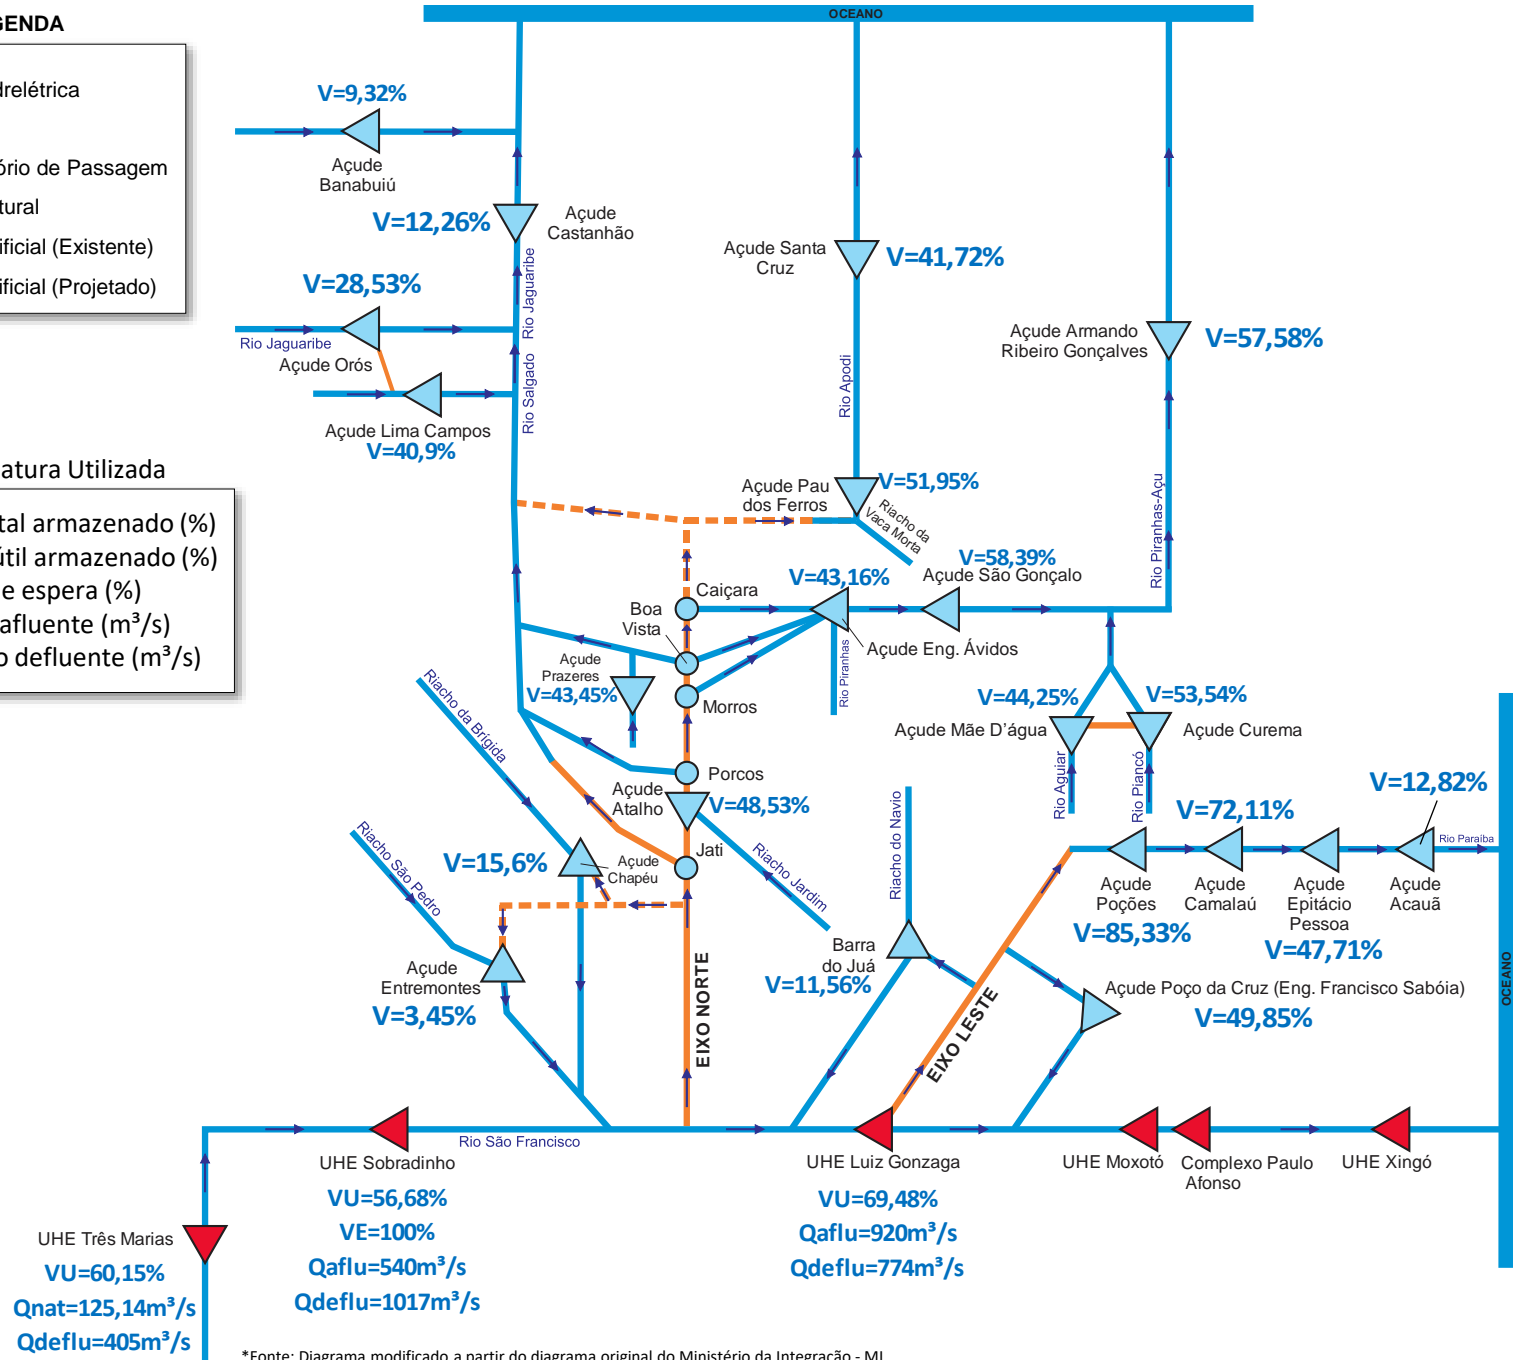 OCEANO
GENDA
drelétrica
ório de Passagem
tural
ificial (Existente)
ificial (Projetado)
V=9,32%
Açude
Banabuiú
V=12,26%
Açude
Castanhão
V=28,53%
Rio Jaguaribe
Açude Orós
Rio Jaguaribe
Rio Salgado
Açude Lima Campos
V=40,9%
Açude Santa
Cruz
V=41,72%
Rio Apodi
Açude Armando
Ribeiro Gonçalves
V=57,58%
Rio Piranhas-Açu
atura Utilizada
tal armazenado (%)
útil armazenado (%)
e espera (%)
afluente (m³/s)
o defluente (m³/s)
Açude Pau
dos Ferros
V=51,95%
Riacho da
Vaca Morta
V=58,39%
Açude São Gonçalo
V=43,16%
Açude Eng. Ávidos
Rio Piranhas
Caiçara
Boa
Vista
Morros
Açude
Prazeres
V=43,45%
Porcos
Açude
Atalho
V=48,53%
Jati
Riacho Jardim
Riacho da Brígida
Riacho São Pedro
V=15,6%
Açude
Chapéu
Açude
Entremontes
V=3,45%
EIXO NORTE
V=44,25%
Açude Mãe D'água
Rio Aguiar
V=53,54%
Açude Curema
Rio Piancó
V=12,82%
V=72,11%
Rio Paraíba
Açude
Poções
V=85,33%
Açude
Camalaú
Açude
Epitácio
Pessoa
V=47,71%
Açude
Acauã
Riacho do Navio
Barra
do Juá
V=11,56%
EIXO LESTE
Açude Poço da Cruz (Eng. Francisco Sabóia)
V=49,85%
OCEANO
Rio São Francisco
UHE Sobradinho
VU=56,68%
VE=100%
Qaflu=540m³/s
Qdeflu=1017m³/s
UHE Luiz Gonzaga
VU=69,48%
Qaflu=920m³/s
Qdeflu=774m³/s
UHE Moxotó
Complexo Paulo
Afonso
UHE Xingó
UHE Três Marias
VU=60,15%
Qnat=125,14m³/s
Qdeflu=405m³/s
*Fonte: Diagrama modificado a partir do diagrama original do Ministério da Integração - MI